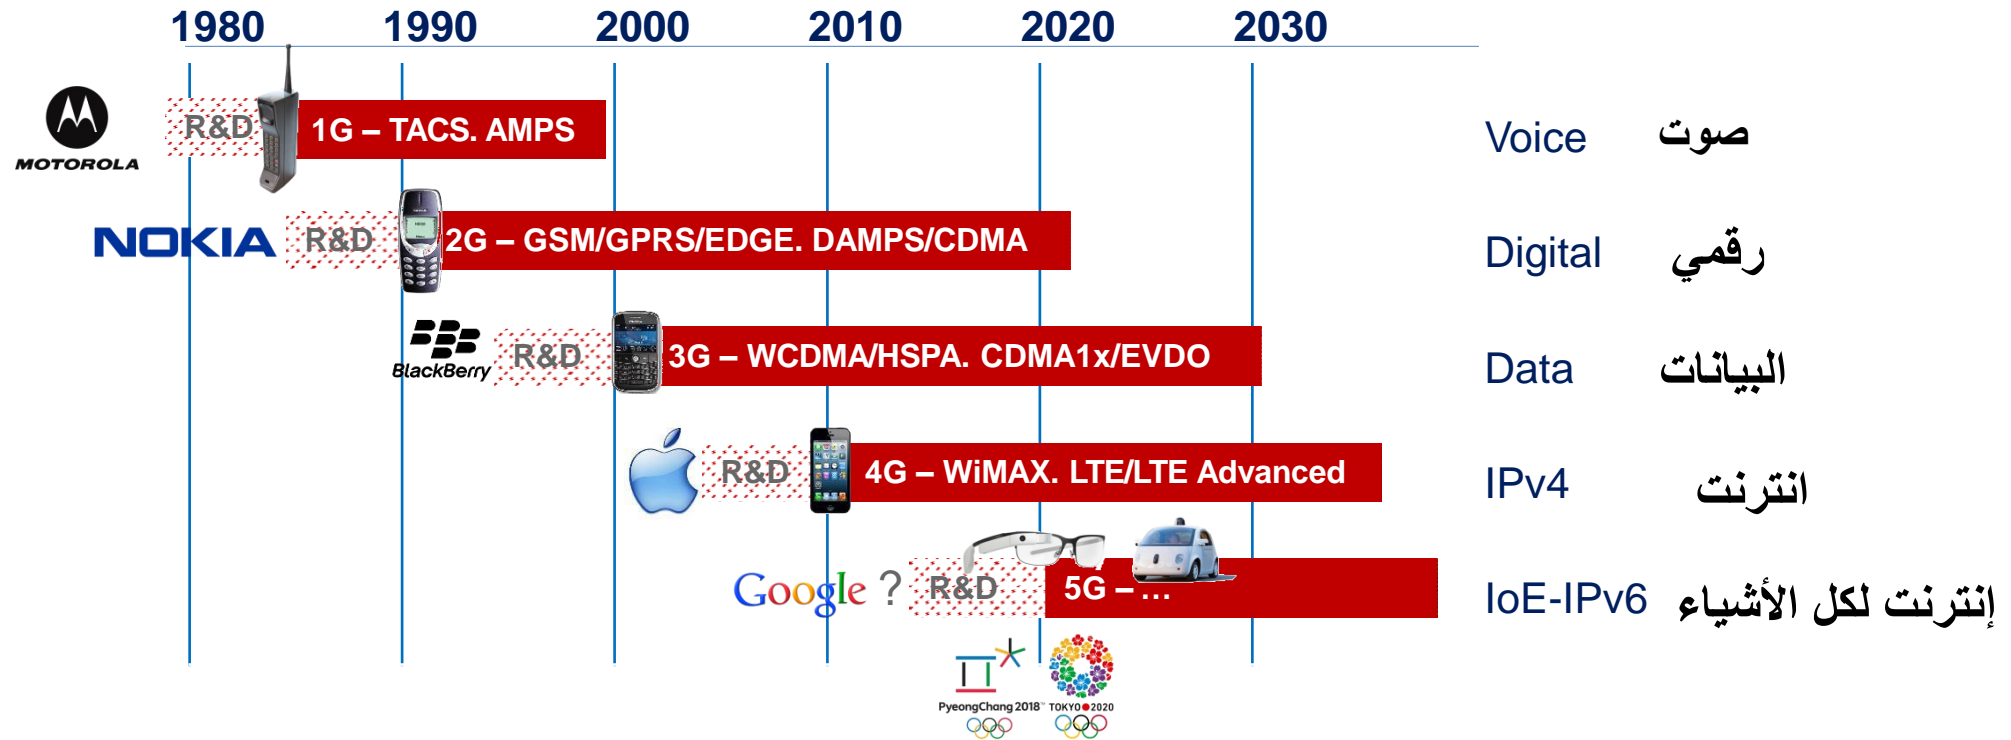 1980 1990 2000 2010 2020 2030
MOTOROLA R&D 1G – TACS. AMPS Voice صوت
NOKIA R&D 2G – GSM/GPRS/EDGE. DAMPS/CDMA Digital رقمي
BlackBerry R&D 3G – WCDMA/HSPA. CDMA1x/EVDO Data البيانات
R&D 4G – WiMAX. LTE/LTE Advanced IPv4 انترنت
Google ? R&D 5G – ... IoE-IPv6 إنترنت لكل الأشياء
PyeongChang 2018™ TOKYO 2020